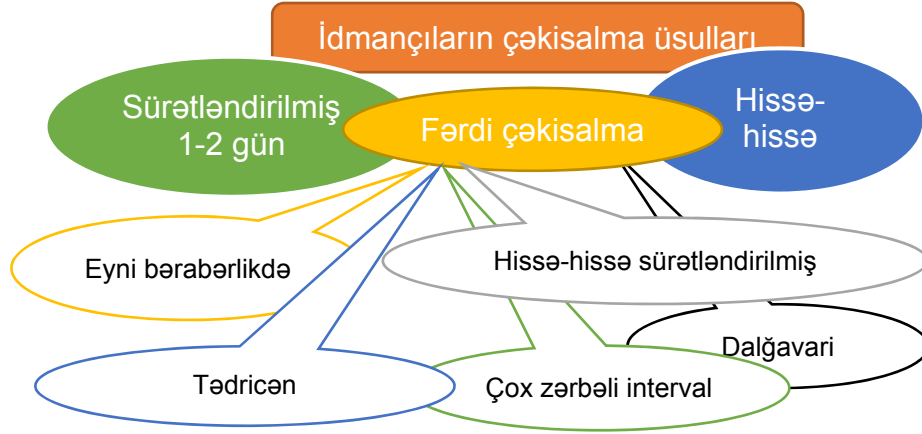 İdmançıların çəkisalma üsulları
Sürətləndirilmiş
1-2 gün
Fərdi çəkisalma
Hissə-
hissə
Eyni bərabərlikdə
Hissə-hissə sürətləndirilmiş
Dalğavari
Tədricən
Çox zərbəli interval